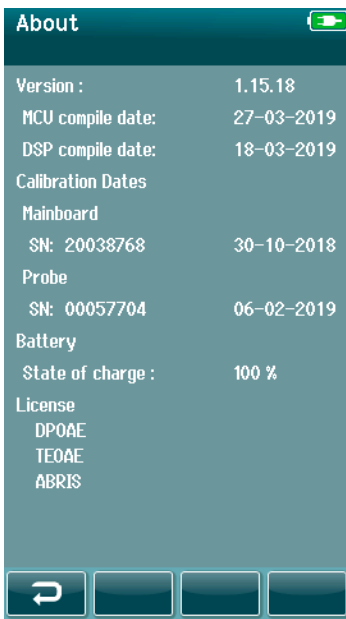 About
Version : 1.15.18
MCU compile date: 27-03-2019
DSP compile date: 18-03-2019
Calibration Dates
Mainboard
SN: 20038768 30-10-2018
Probe
SN: 00057704 06-02-2019
Battery
State of charge : 100 %
License
DPOAE
TEOAE
ABRIS